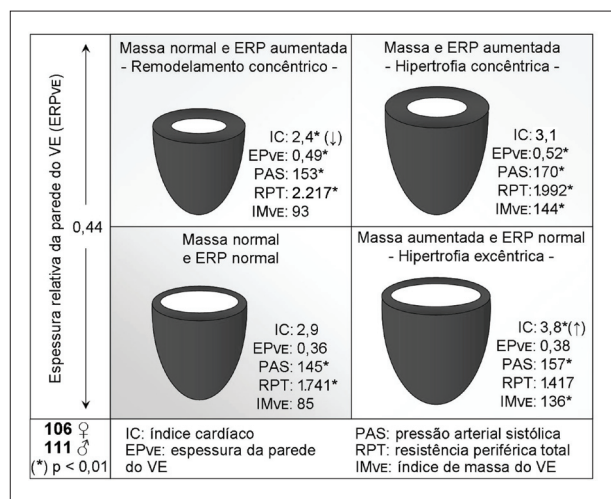 Espessura relativa da parede do VE (ERPVE)
0,44
Massa normal e ERP aumentada
- Remodelamento concêntrico -
IC: 2,4* (↓)
EPVE: 0,49*
PAS: 153*
RPT: 2.217*
IMVE: 93
Massa e ERP aumentada
- Hipertrofia concêntrica -
IC: 3,1
EPVE: 0,52*
PAS: 170*
RPT: 1.992*
IMVE: 144*
Massa normal
e ERP normal
IC: 2,9
EPVE: 0,36
PAS: 145*
RPT: 1.741*
IMVE: 85
Massa aumentada e ERP normal
- Hipertrofia excêntrica -
IC: 3,8*(↑)
EPVE: 0,38
PAS: 157*
RPT: 1.417
IMVE: 136*
106 ♀
111 ♂
(*) p < 0,01
IC: índice cardíaco
EPVE: espessura da parede
do VE
PAS: pressão arterial sistólica
RPT: resistência periférica total
IMVE: índice de massa do VE